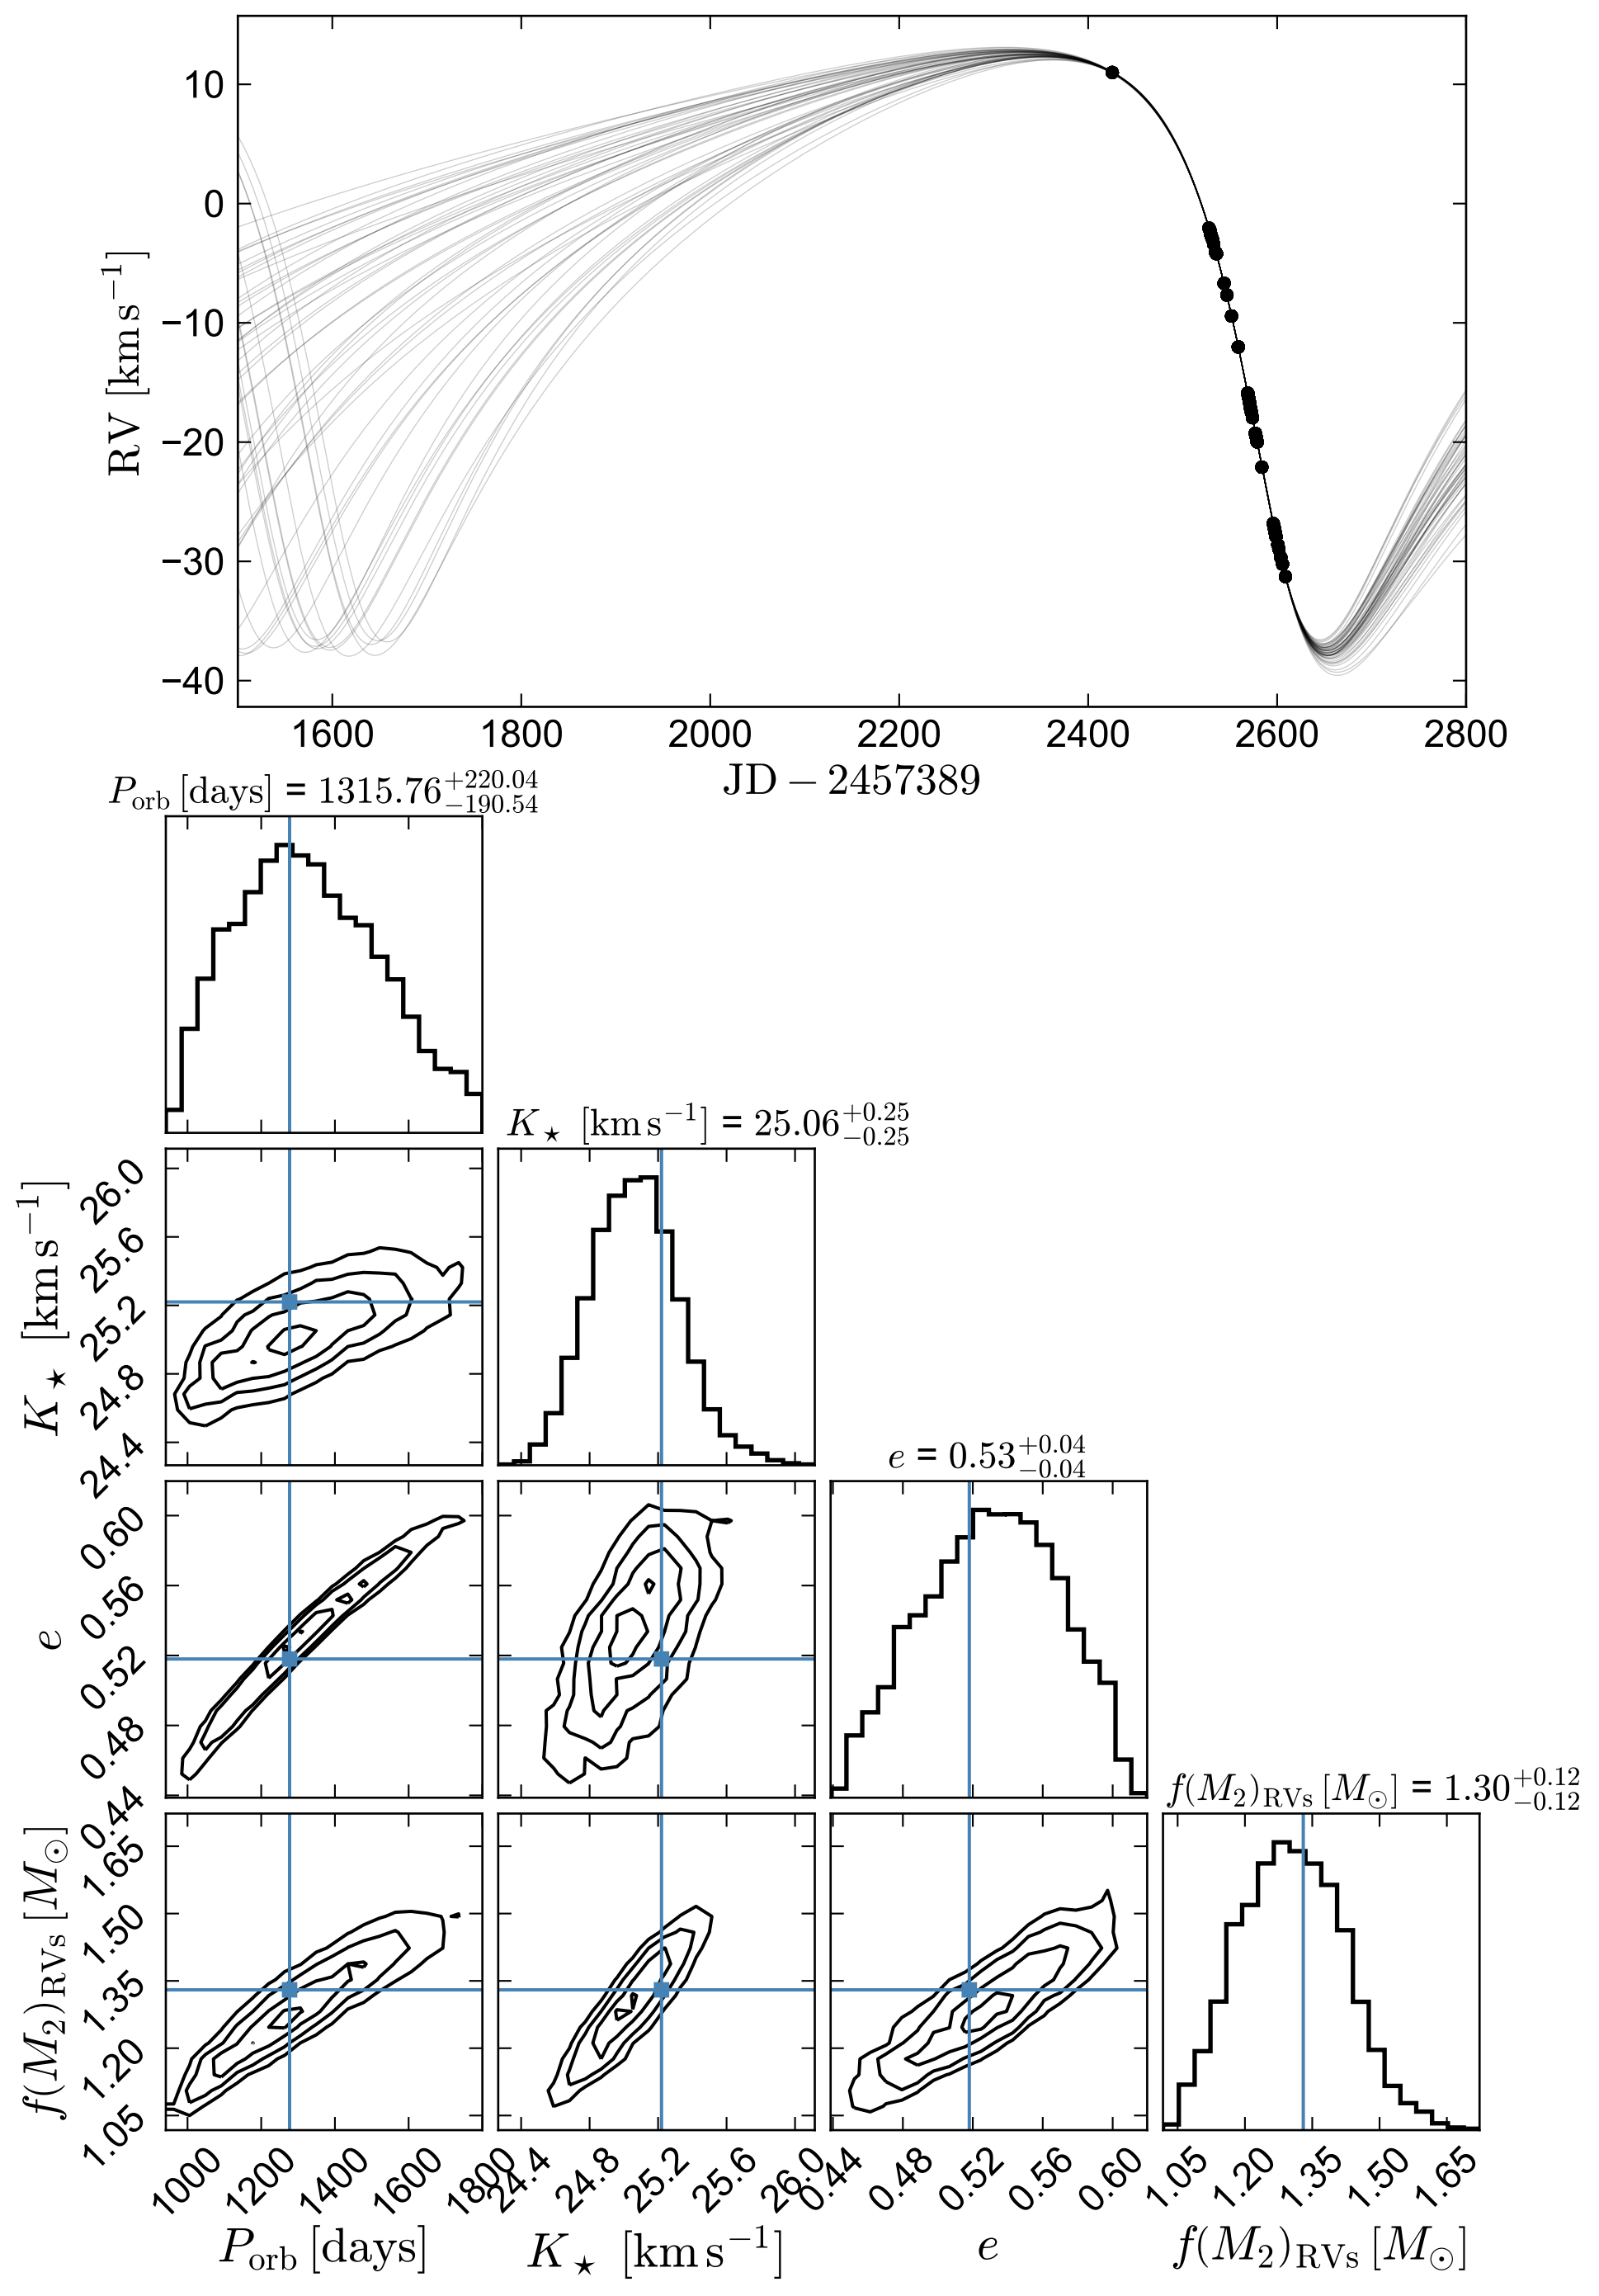 10
0
−10
−20
−30
−40
RV [km s⁻¹]
1600 1800 2000 2200 2400 2600 2800
JD − 2457389
P_orb [days] = 1315.76^{+220.04}_{−190.54}
K_⋆ [km s⁻¹] = 25.06^{+0.25}_{−0.25}
26.0
25.6
25.2
24.8
24.4
K_⋆ [km s⁻¹]
e = 0.53^{+0.04}_{−0.04}
0.60
0.56
0.52
0.48
0.44
e
f(M₂)_RVs [M_⊙] = 1.30^{+0.12}_{−0.12}
1.65
1.50
1.35
1.20
1.05
f(M₂)_RVs [M_⊙]
1000 1200 1400 1600 1800 24.4 24.8 25.2 25.6 26.0 0.44 0.48 0.52 0.56 0.60 1.05 1.20 1.35 1.50 1.65
P_orb [days] K_⋆ [km s⁻¹] e f(M₂)_RVs [M_⊙]